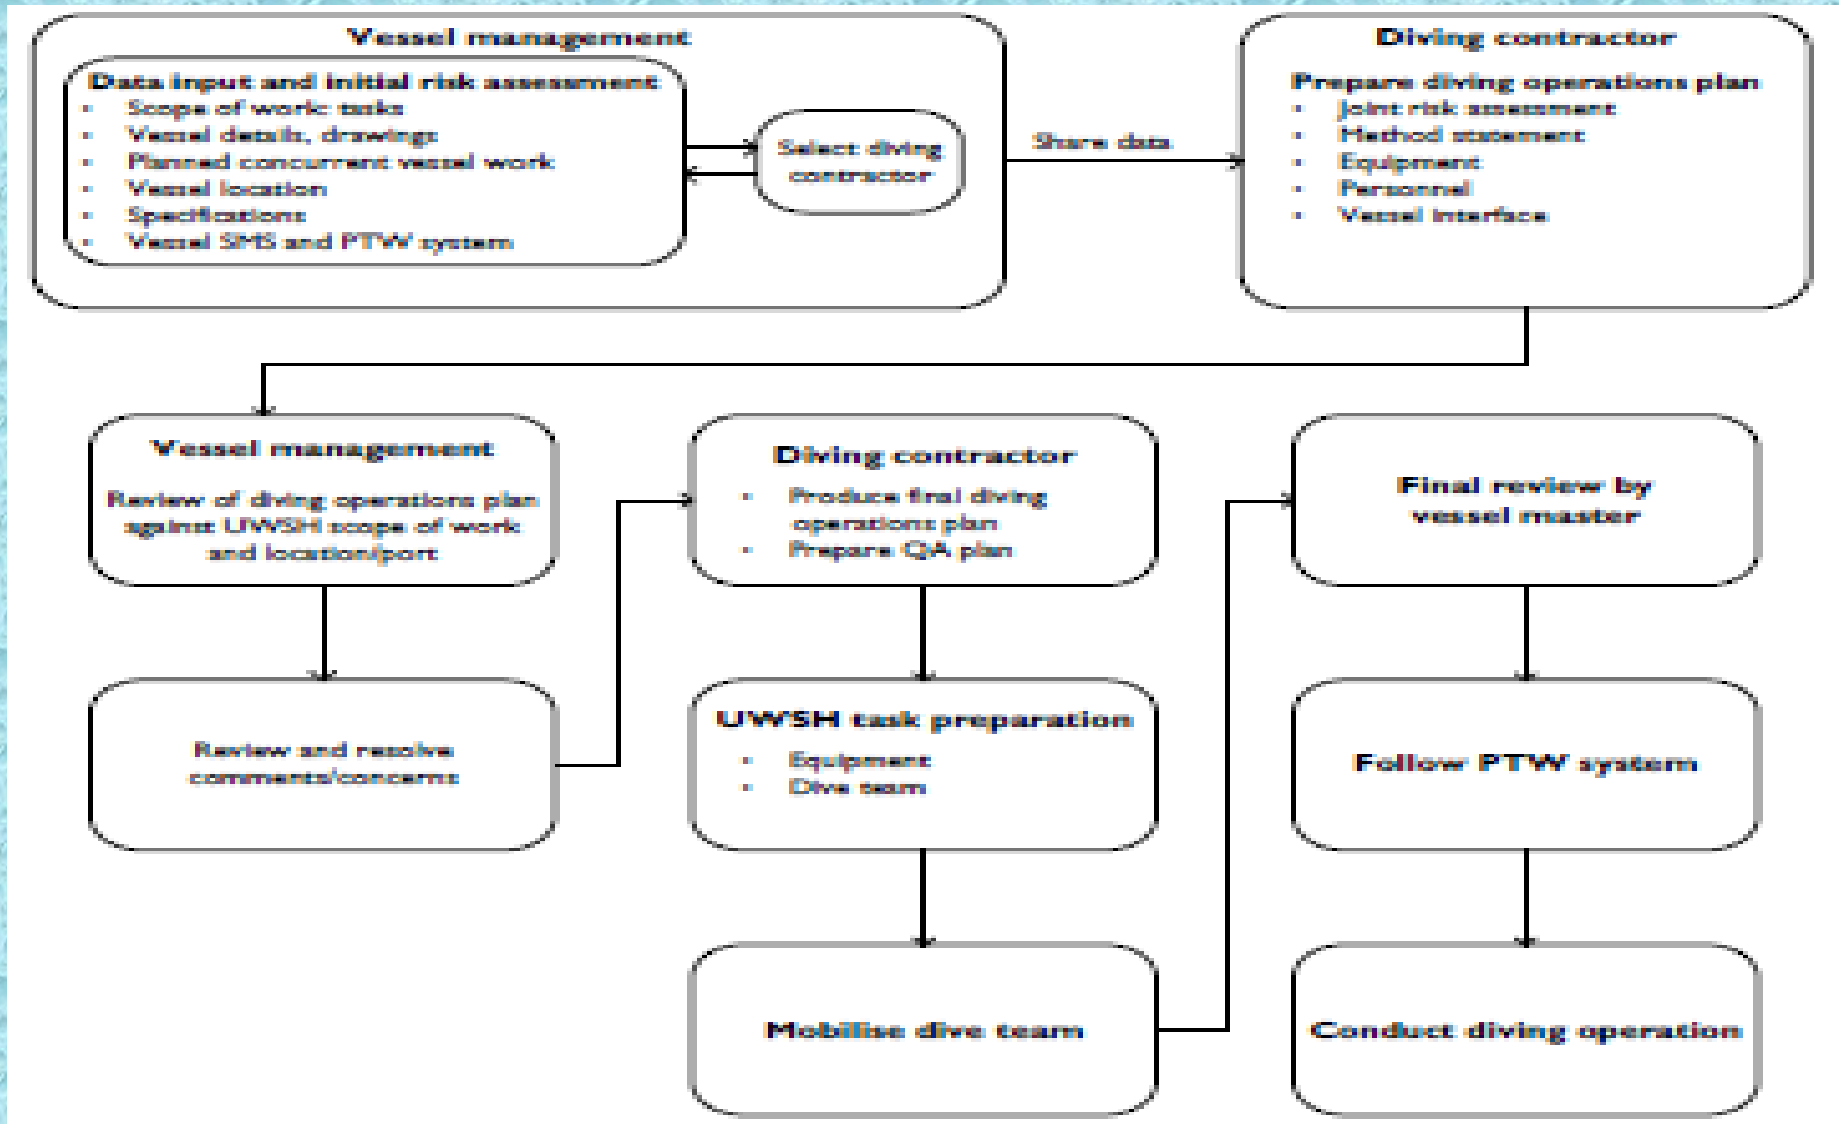 Vessel management
Data input and initial risk assessment
• Scope of work: tasks
• Vessel details, drawings
• Planned concurrent vessel work
• Vessel location
• Specifications
• Vessel SMS and PTW system
Select diving
contractor
Share data
Diving contractor
Prepare diving operations plan
• Joint risk assessment
• Method statement
• Equipment
• Personnel
• Vessel interface
Vessel management
Review of diving operations plan
against UWSH scope of work
and location/port
Review and resolve
comments/concerns
Diving contractor
• Produce final diving
operations plan
• Prepare QA plan
UWSH task preparation
• Equipment
• Dive team
Mobilise dive team
Final review by
vessel master
Follow PTW system
Conduct diving operation